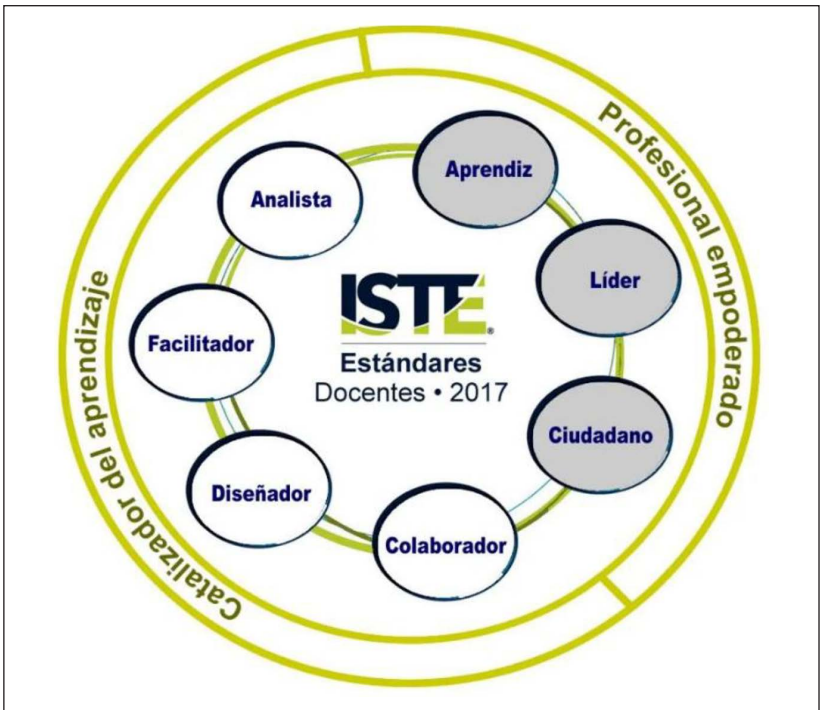 Profesional empoderado
Catalizador del aprendizaje
Aprendiz
Líder
Ciudadano
Colaborador
Diseñador
Facilitador
Analista
ISTE®
Estándares
Docentes • 2017